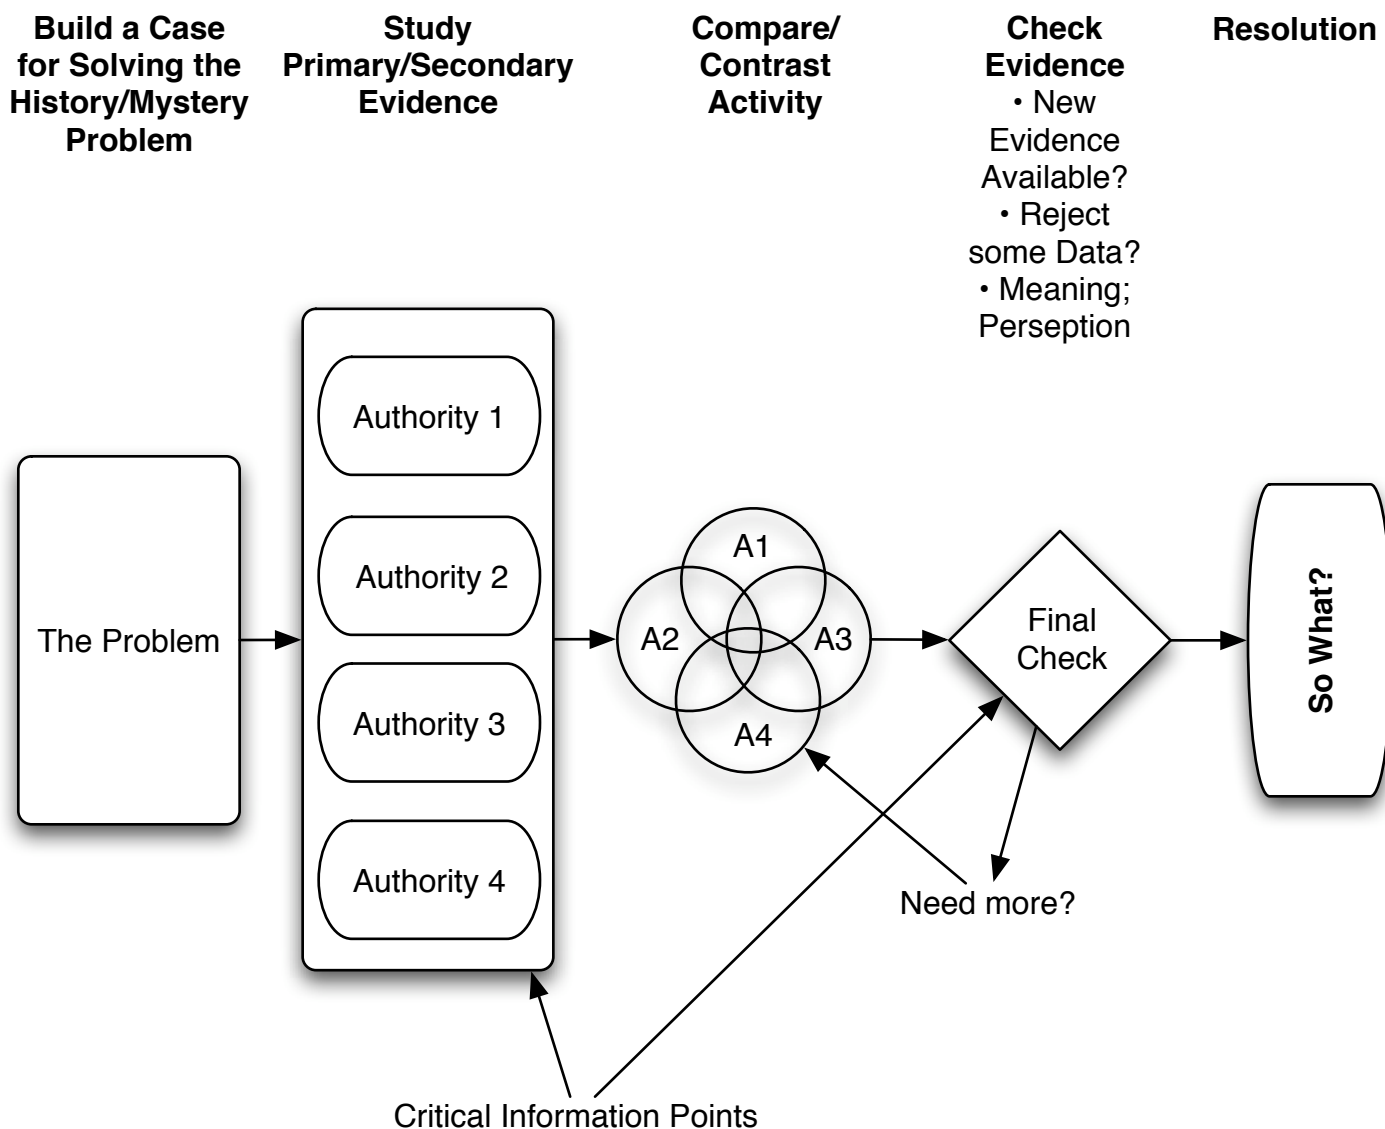 Build a Case
for Solving the
History/Mystery
Problem
Study
Primary/Secondary
Evidence
Compare/
Contrast
Activity
Check
Evidence
• New
Evidence
Available?
• Reject
some Data?
• Meaning;
Perseption
Resolution
The Problem
Authority 1
Authority 2
Authority 3
Authority 4
A1
A2
A3
A4
Final
Check
So What?
Need more?
Critical Information Points